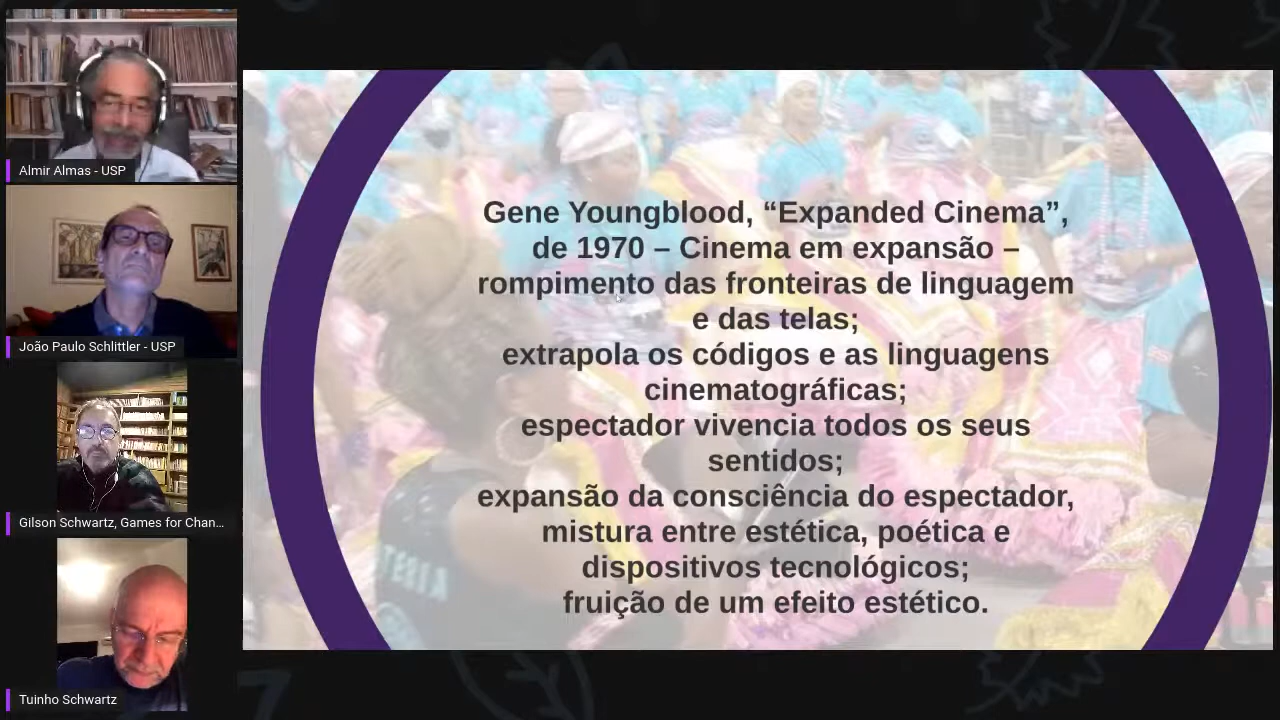 Almir Almas - USP
João Paulo Schlittler - USP
Gilson Schwartz, Games for Chan...
Tuinho Schwartz
Gene Youngblood, “Expanded Cinema”,
de 1970 – Cinema em expansão –
rompimento das fronteiras de linguagem
e das telas;
extrapola os códigos e as linguagens
cinematográficas;
espectador vivencia todos os seus
sentidos;
expansão da consciência do espectador,
mistura entre estética, poética e
dispositivos tecnológicos;
fruição de um efeito estético.